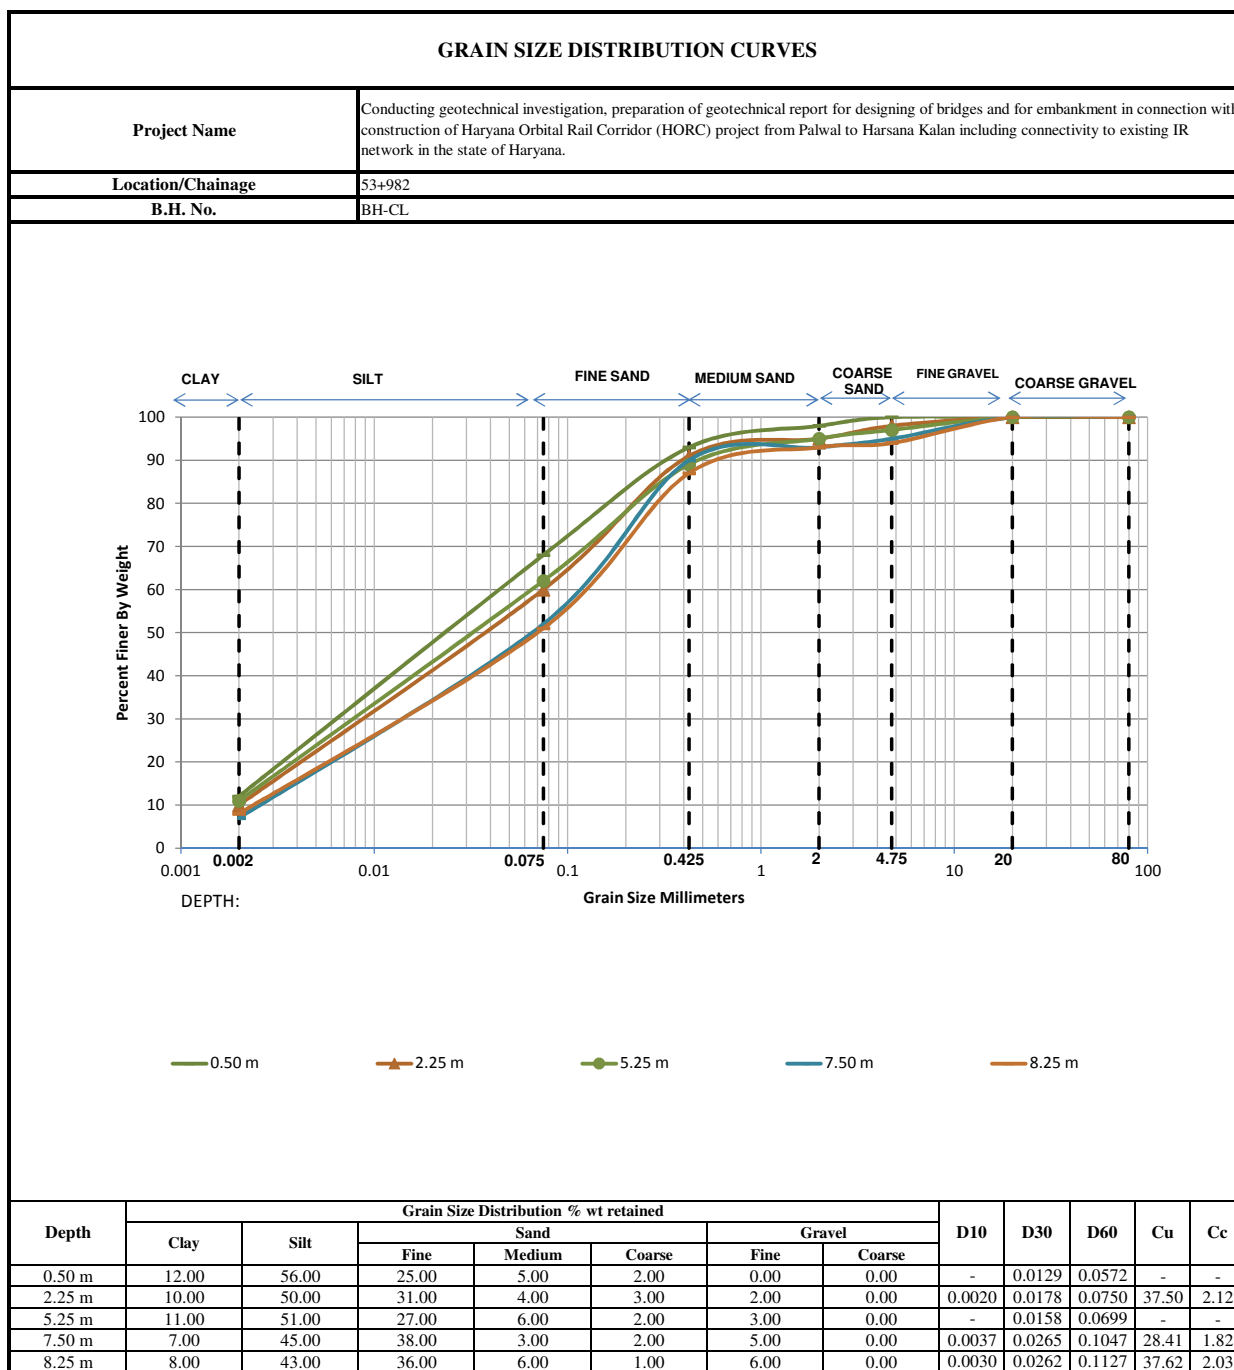 GRAIN SIZE DISTRIBUTION CURVES
Project Name
Conducting geotechnical investigation, preparation of geotechnical report for designing of bridges and for embankment in connection with
construction of Haryana Orbital Rail Corridor (HORC) project from Palwal to Harsana Kalan including connectivity to existing IR
network in the state of Haryana.
Location/Chainage 53+982
B.H. No. BH-CL
CLAY SILT FINE SAND MEDIUM SAND COARSE SAND FINE GRAVEL COARSE GRAVEL
Percent Finer By Weight
100
90
80
70
60
50
40
30
20
10
0
0.002 0.075 0.425 2 4.75 20 80
0.001 0.01 0.1 1 10 100
DEPTH: Grain Size Millimeters
0.50 m 2.25 m 5.25 m 7.50 m 8.25 m
Grain Size Distribution % wt retained
Depth Clay Silt Sand Gravel D10 D30 D60 Cu Cc
Fine Medium Coarse Fine Coarse
0.50 m 12.00 56.00 25.00 5.00 2.00 0.00 0.00 - 0.0129 0.0572 - -
2.25 m 10.00 50.00 31.00 4.00 3.00 2.00 0.00 0.0020 0.0178 0.0750 37.50 2.12
5.25 m 11.00 51.00 27.00 6.00 2.00 3.00 0.00 - 0.0158 0.0699 - -
7.50 m 7.00 45.00 38.00 3.00 2.00 5.00 0.00 0.0037 0.0265 0.1047 28.41 1.82
8.25 m 8.00 43.00 36.00 6.00 1.00 6.00 0.00 0.0030 0.0262 0.1127 37.62 2.03